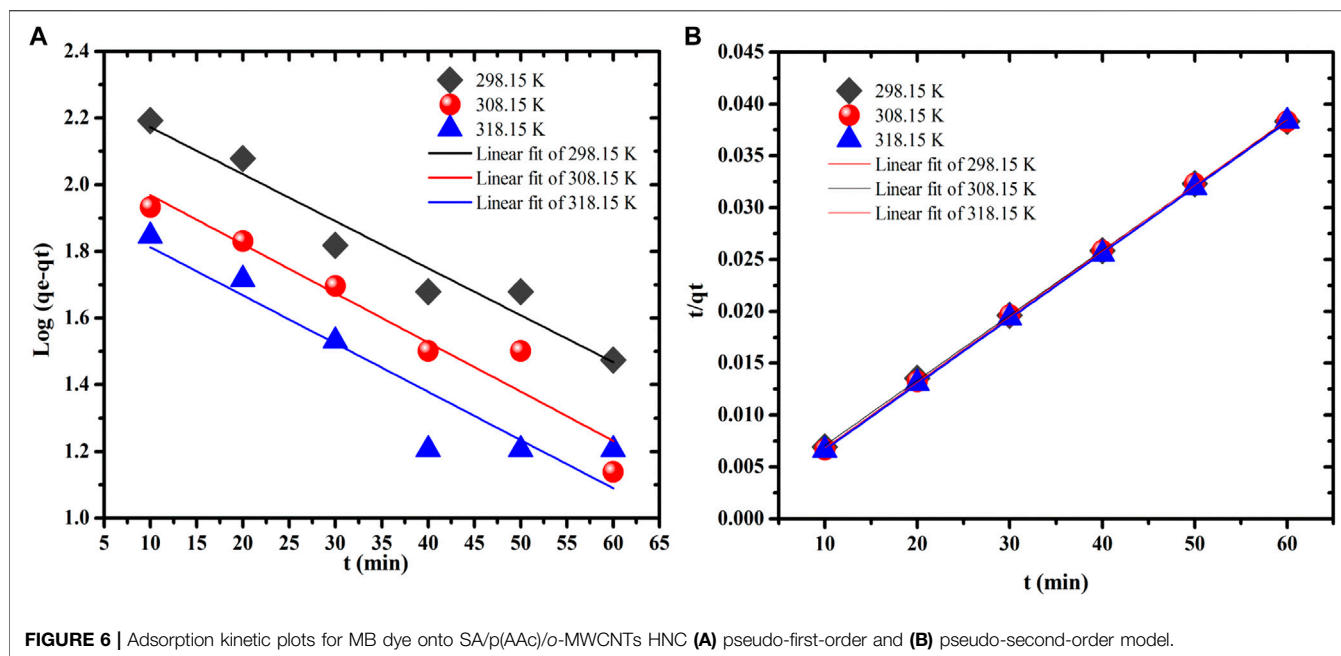 A
2.4
2.2
2.0
1.8
1.6
1.4
1.2
1.0
Log (qe-qt)
5 10 15 20 25 30 35 40 45 50 55 60 65
t (min)
298.15 K
308.15 K
318.15 K
Linear fit of 298.15 K
Linear fit of 308.15 K
Linear fit of 318.15 K
B
0.045
0.040
0.035
0.030
0.025
0.020
0.015
0.010
0.005
0.000
t/qt
10 20 30 40 50 60
t (min)
298.15 K
308.15 K
318.15 K
Linear fit of 298.15 K
Linear fit of 308.15 K
Linear fit of 318.15 K
FIGURE 6 | Adsorption kinetic plots for MB dye onto SA/p(AAc)/o-MWCNTs HNC (A) pseudo-first-order and (B) pseudo-second-order model.